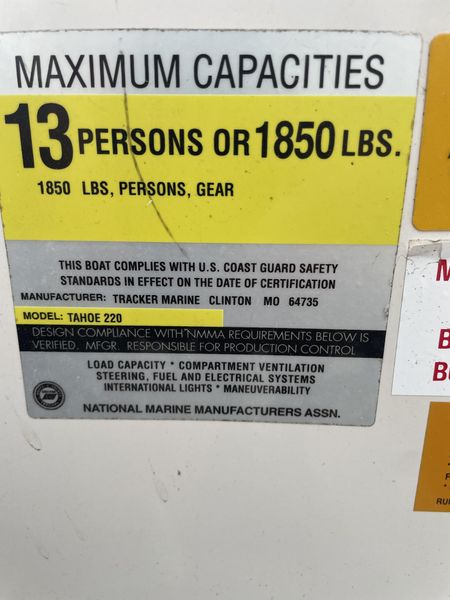 MAXIMUM CAPACITIES
13 PERSONS OR 1850 LBS.
1850 LBS, PERSONS, GEAR
THIS BOAT COMPLIES WITH U.S. COAST GUARD SAFETY
STANDARDS IN EFFECT ON THE DATE OF CERTIFICATION
MANUFACTURER: TRACKER MARINE CLINTON MO 64735
MODEL: TAHOE 220
DESIGN COMPLIANCE WITH NMMA REQUIREMENTS BELOW IS
VERIFIED. MFGR. RESPONSIBLE FOR PRODUCTION CONTROL
LOAD CAPACITY * COMPARTMENT VENTILATION
STEERING, FUEL AND ELECTRICAL SYSTEMS
INTERNATIONAL LIGHTS * MANEUVERABILITY
NATIONAL MARINE MANUFACTURERS ASSN.